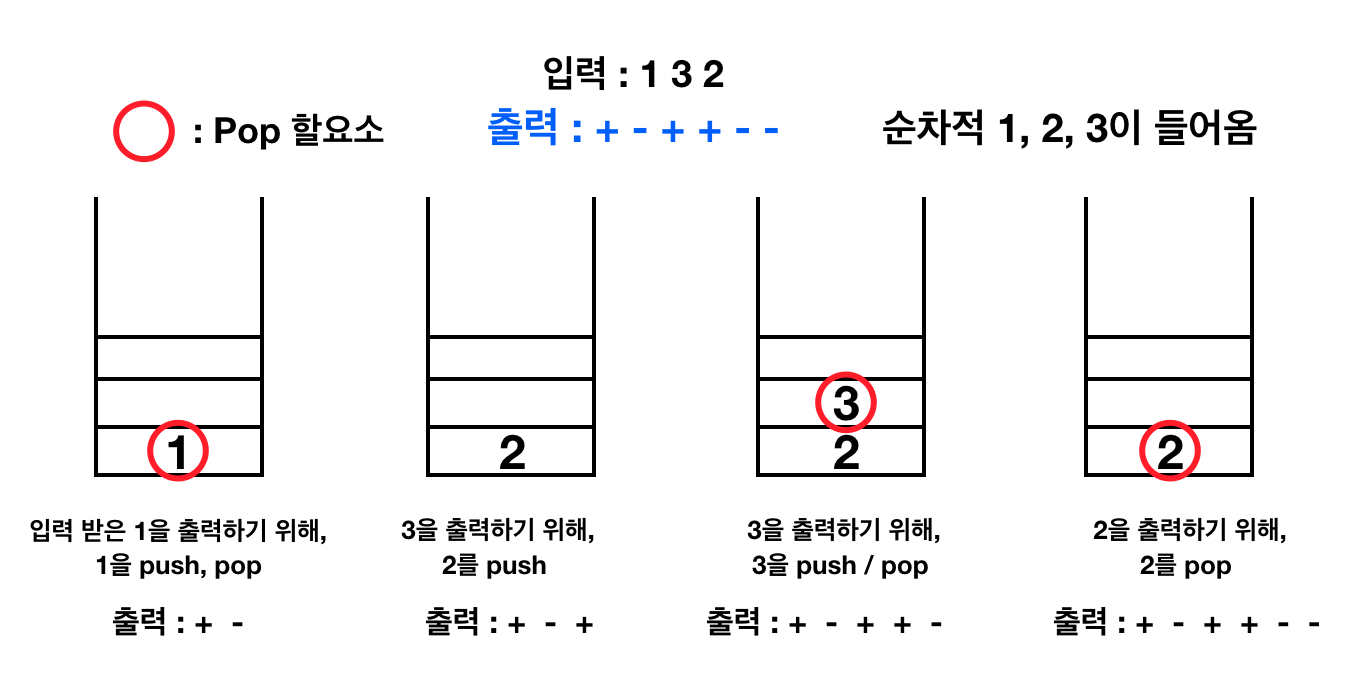 입력 : 1 3 2
: Pop 할요소
출력 : + - + + - -
순차적 1, 2, 3이 들어옴
1
2
3
2
2
입력 받은 1을 출력하기 위해,
1을 push, pop
출력 : + -
3을 출력하기 위해,
2를 push
출력 : + - +
3을 출력하기 위해,
3을 push / pop
출력 : + - + + -
2을 출력하기 위해,
2를 pop
출력 : + - + + - -